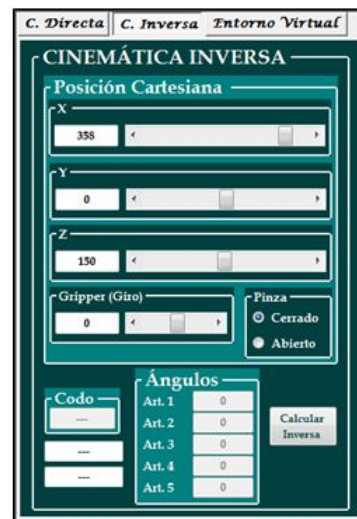 C. Directa C. Inversa Entorno Virtual
CINEMÁTICA INVERSA
Posición Cartesiana
X
358
Y
0
Z
150
Gripper (Giro)
0
Pinza
Cerrado
Abierto
Codo
---
---
---
Ángulos
Art. 1 0
Art. 2 0
Art. 3 0
Art. 4 0
Art. 5 0
Calcular
Inversa